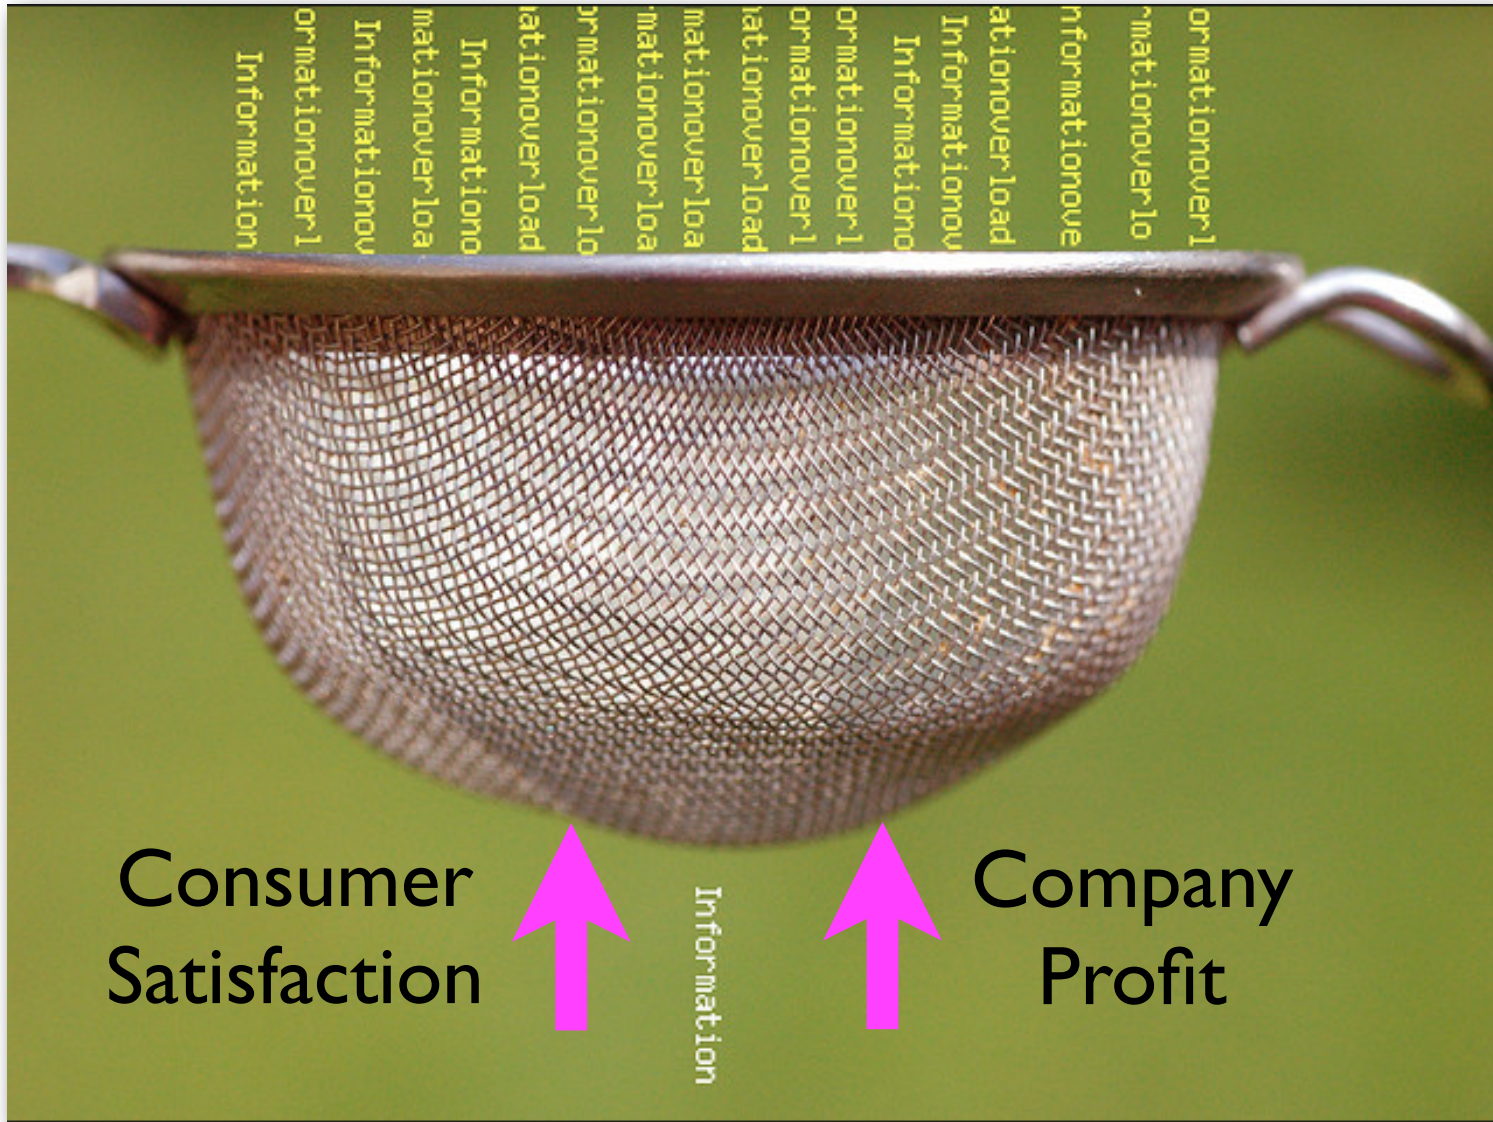 Information
ormationoverl
Informationov
mationoverloa
Informationo
ationoverload
ormationoverlo
rmationoverloa
mationoverloa
ationoverload
ormationoverl
ormationoverl
Informationo
Informationov
ationoverload
nformationove
rmationoverlo
ormationoverl
Consumer
Satisfaction
Information
Company
Profit